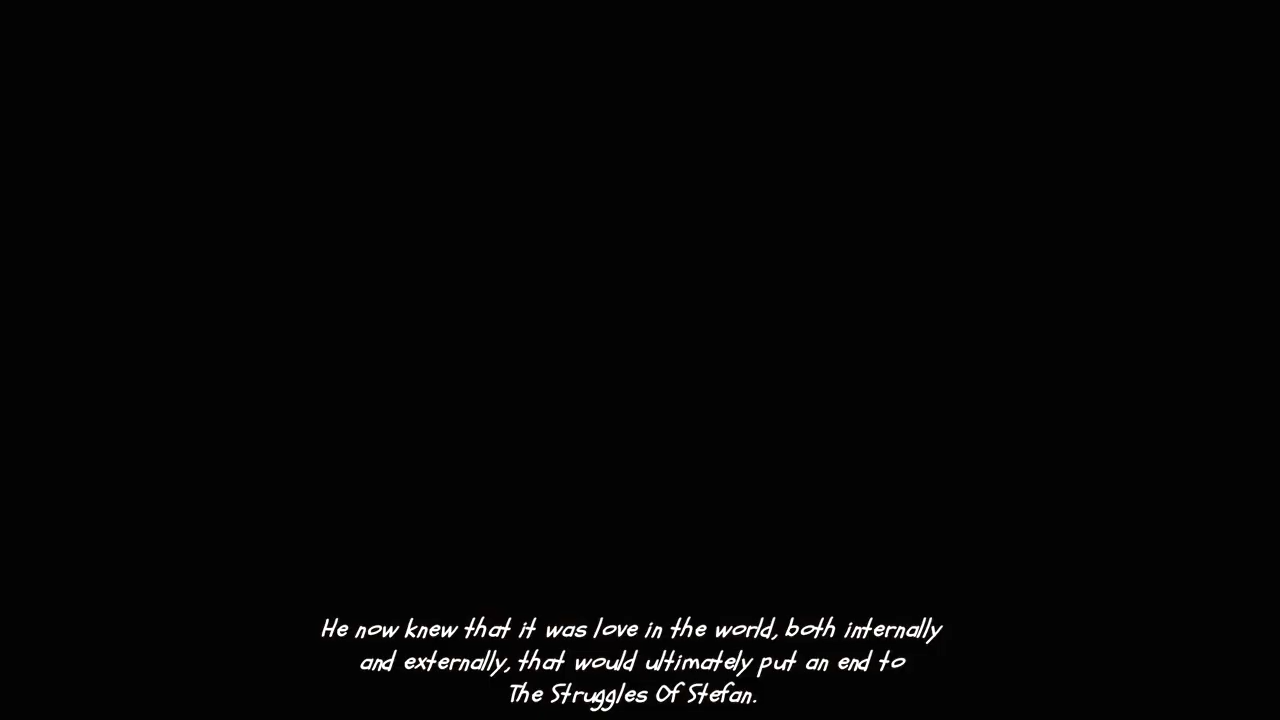 He now knew that it was love in the world, both internally
and externally, that would ultimately put an end to
The Struggles Of Stefan.